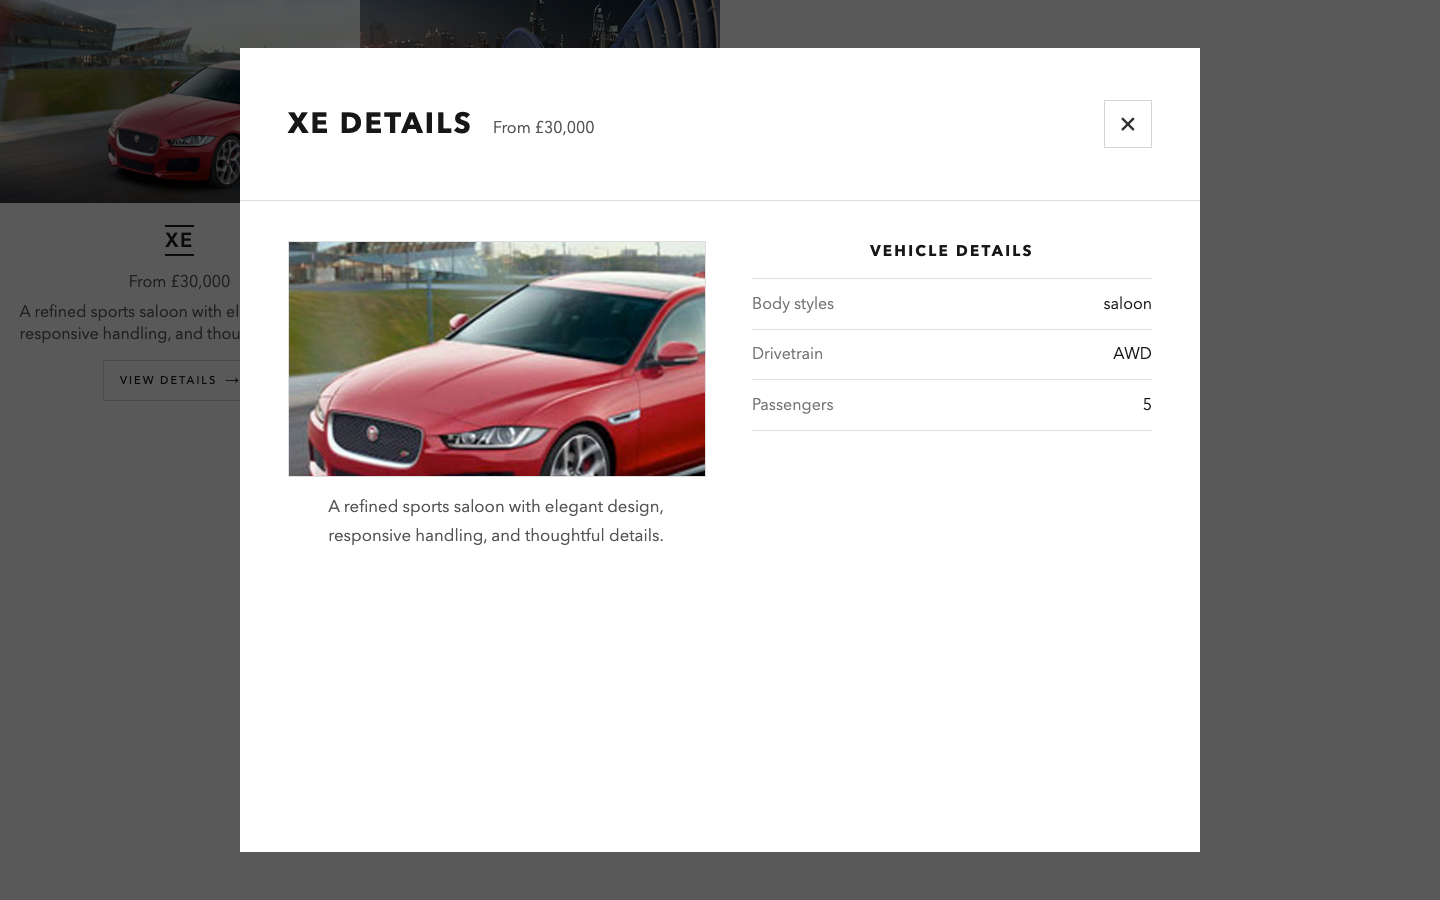 XE DETAILS From £30,000
✕
VEHICLE DETAILS
Body styles saloon
Drivetrain AWD
Passengers 5
A refined sports saloon with elegant design,
responsive handling, and thoughtful details.
XE
From £30,000
A refined sports saloon with el
responsive handling, and thou
VIEW DETAILS →